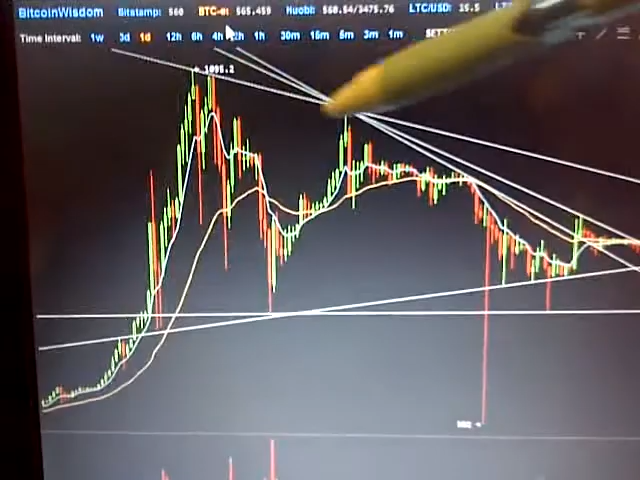 BitcoinWisdom Bitstamp: 560 BTC-e: 565.459 Huobi: 560.54/3475.76 LTC/USD: 15.5
Time Interval: 1w 3d 1d 12h 6h 4h 2h 1h 30m 15m 5m 3m 1m
1095.2